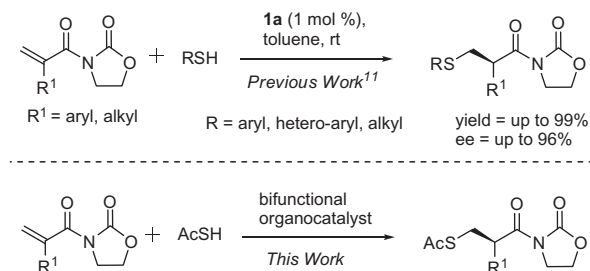 O O
N O
R¹
+ RSH
1a (1 mol %),
toluene, rt
Previous Work¹¹
RS
R¹
O O
N O
R¹ = aryl, alkyl
R = aryl, hetero-aryl, alkyl
yield = up to 99%
ee = up to 96%
O O
N O
R¹
+ AcSH
bifunctional
organocatalyst
This Work
AcS
R¹
O O
N O